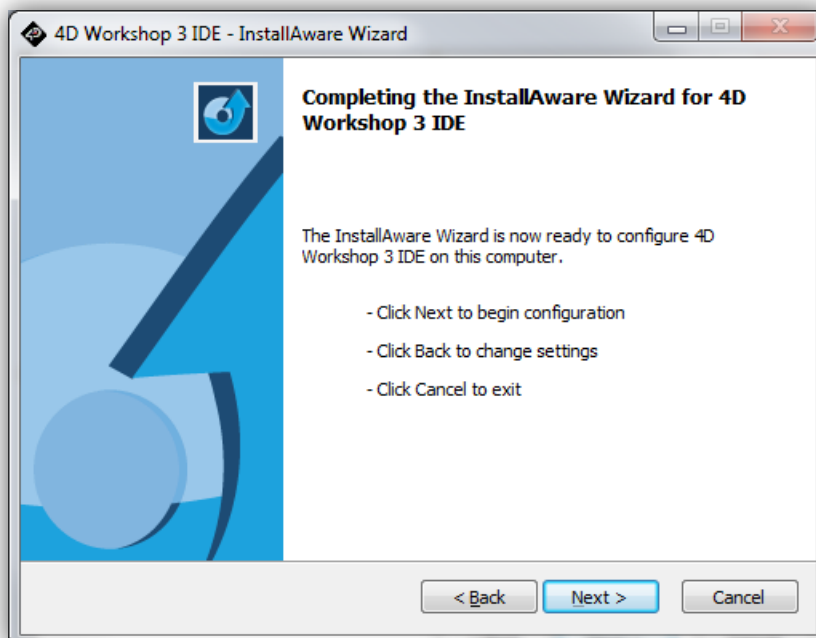 4D Workshop 3 IDE - InstallAware Wizard
Completing the InstallAware Wizard for 4D
Workshop 3 IDE
The InstallAware Wizard is now ready to configure 4D
Workshop 3 IDE on this computer.
- Click Next to begin configuration
- Click Back to change settings
- Click Cancel to exit
< Back
Next >
Cancel